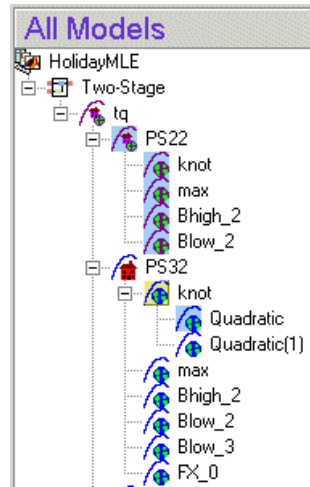 All Models
HolidayMLE
Two-Stage
tq
PS22
knot
max
Bhigh_2
Blow_2
PS32
knot
Quadratic
Quadratic(1)
max
Bhigh_2
Blow_2
Blow_3
FX_0